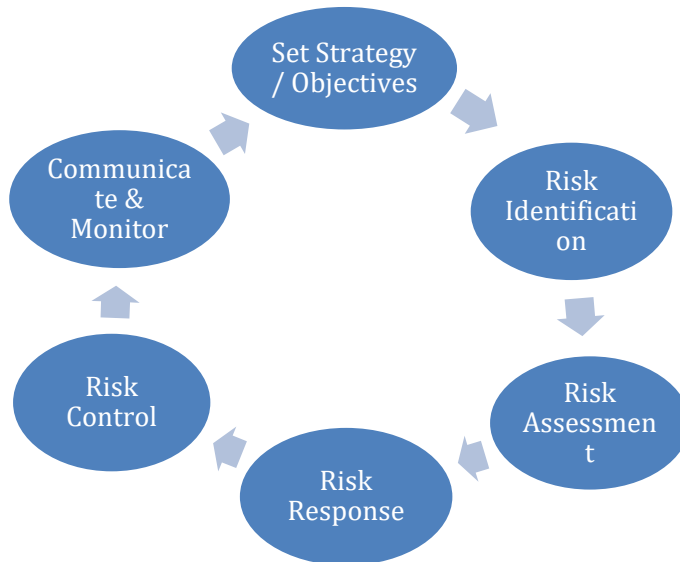 Set Strategy
/ Objectives
Risk
Identificati
on
Risk
Assessmen
t
Risk
Response
Risk
Control
Communica
te &
Monitor